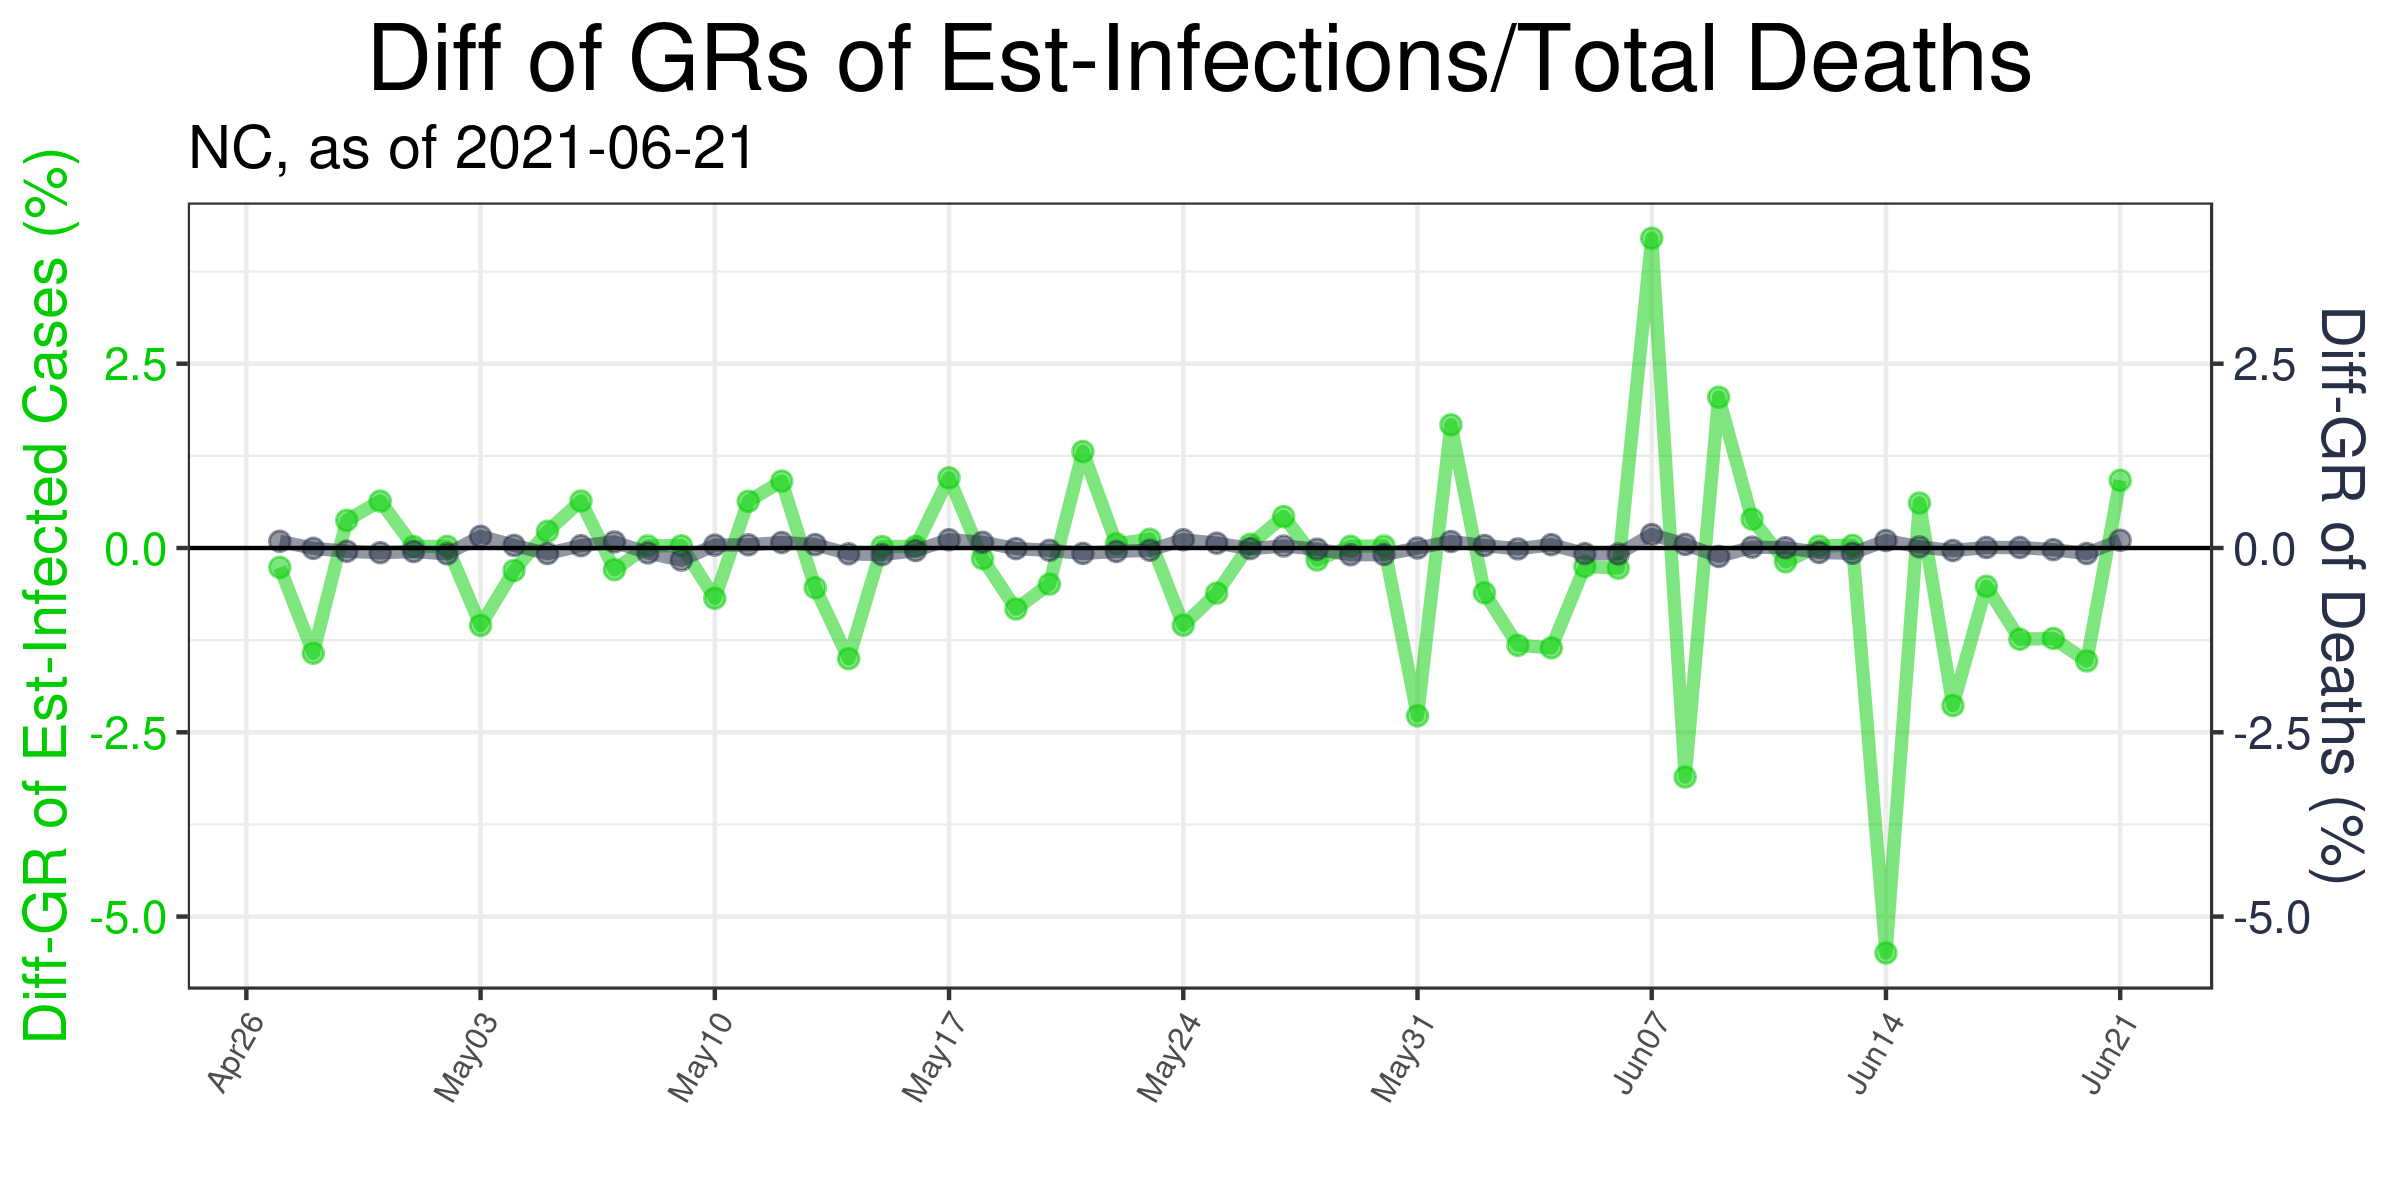 Diff of GRs of Est-Infections/Total Deaths
NC, as of 2021-06-21
Diff-GR of Est-Infected Cases (%)
2.5
0.0
-2.5
-5.0
2.5
0.0
-2.5
-5.0
Diff-GR of Deaths (%)
Apr26
May03
May10
May17
May24
May31
Jun07
Jun14
Jun21